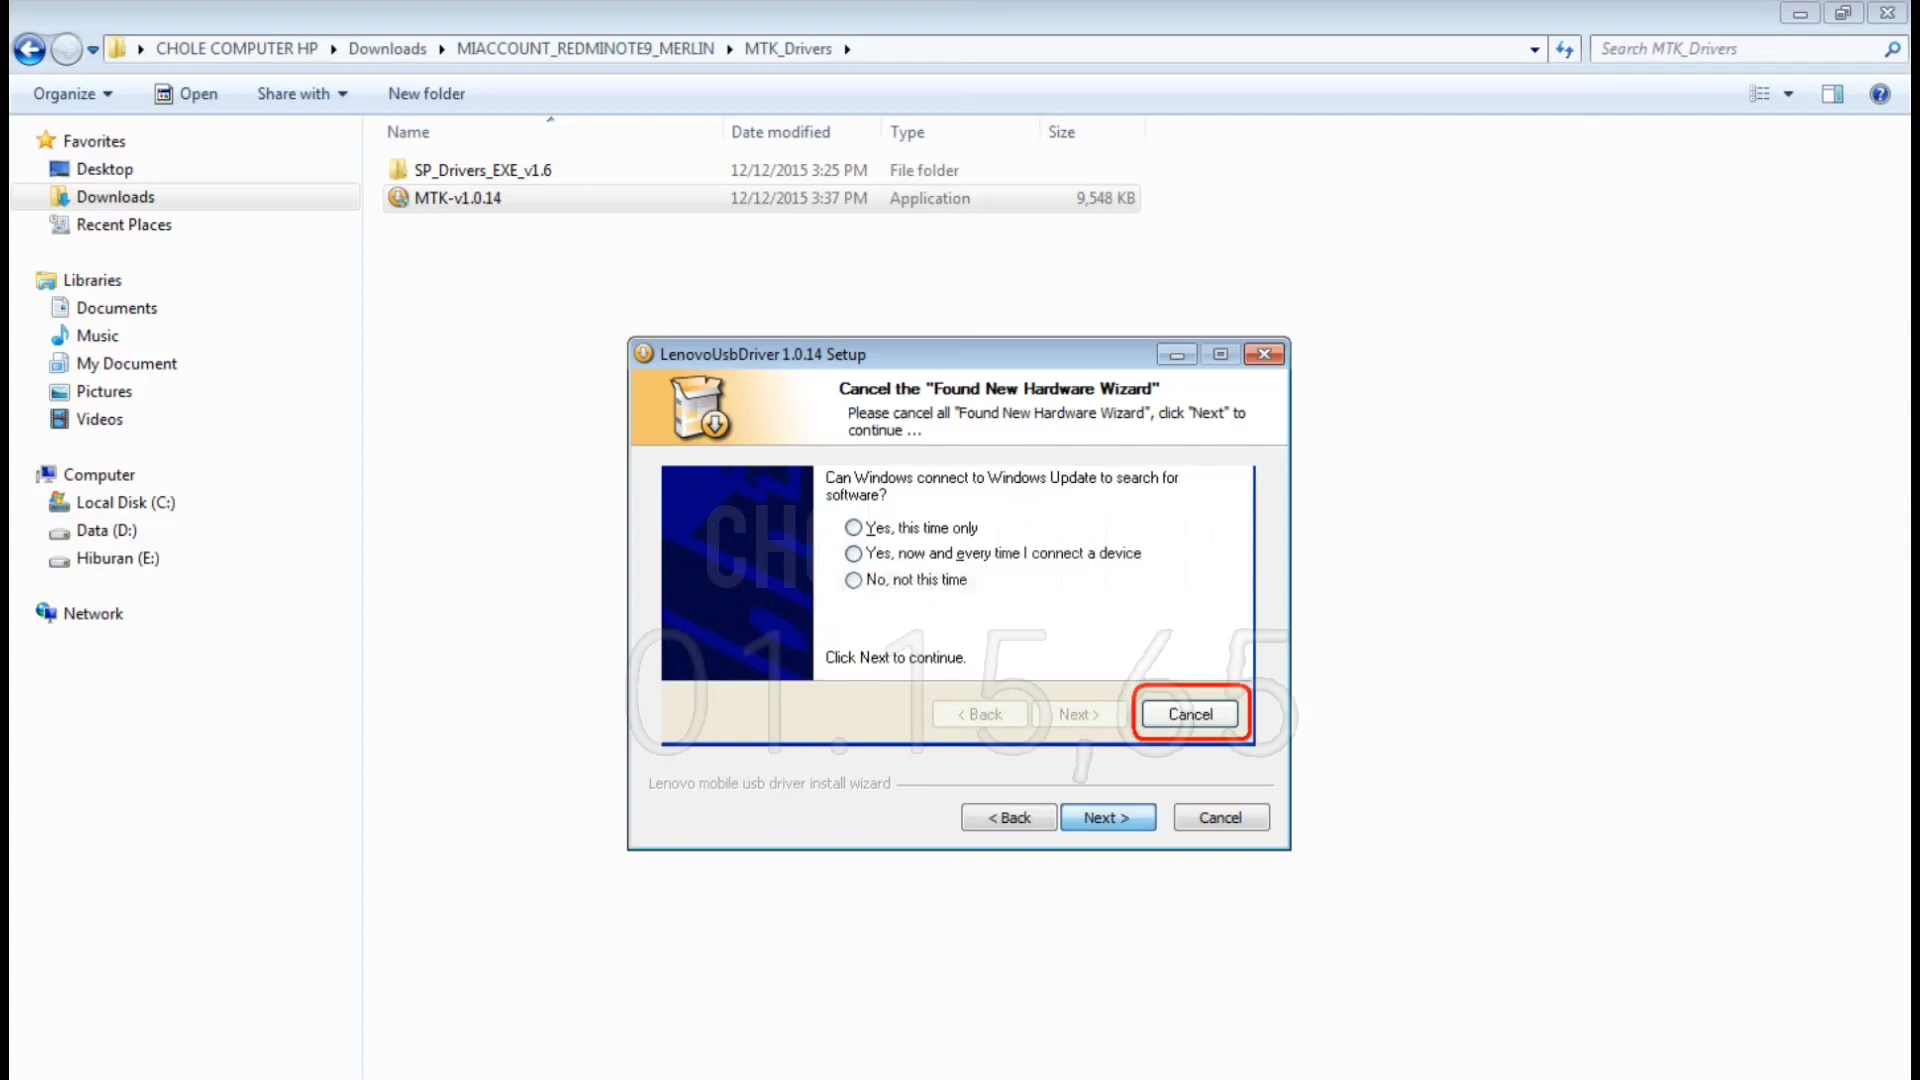 CHOLE COMPUTER HP
Downloads
MIACCOUNT_REDMINOTE9_MERLIN
MTK_Drivers
Search MTK_Drivers
Organize
Open
Share with
New folder
Favorites
Desktop
Downloads
Recent Places
Libraries
Documents
Music
My Document
Pictures
Videos
Computer
Local Disk (C:)
Data (D:)
Hiburan (E:)
Network
Name Date modified Type Size
SP_Drivers_EXE_v1.6 12/12/2015 3:25 PM File folder
MTK-v1.0.14 12/12/2015 3:37 PM Application 9,548 KB
LenovoUsbDriver 1.0.14 Setup
Cancel the "Found New Hardware Wizard"
Please cancel all "Found New Hardware Wizard", click "Next" to
continue ...
Can Windows connect to Windows Update to search for
software?
Yes, this time only
Yes, now and every time I connect a device
No, not this time
Click Next to continue.
01.15,65
< Back Next > Cancel
Lenovo mobile usb driver install wizard
< Back Next > Cancel